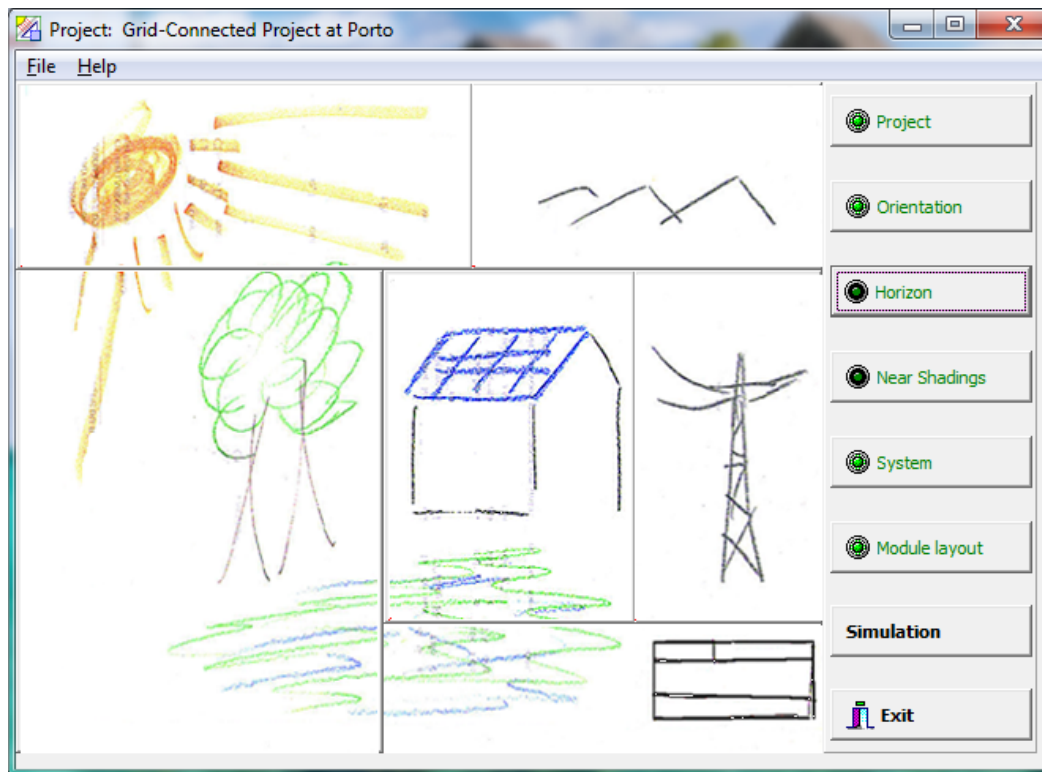 Project: Grid-Connected Project at Porto
File Help
Project
Orientation
Horizon
Near Shadings
System
Module layout
Simulation
Exit